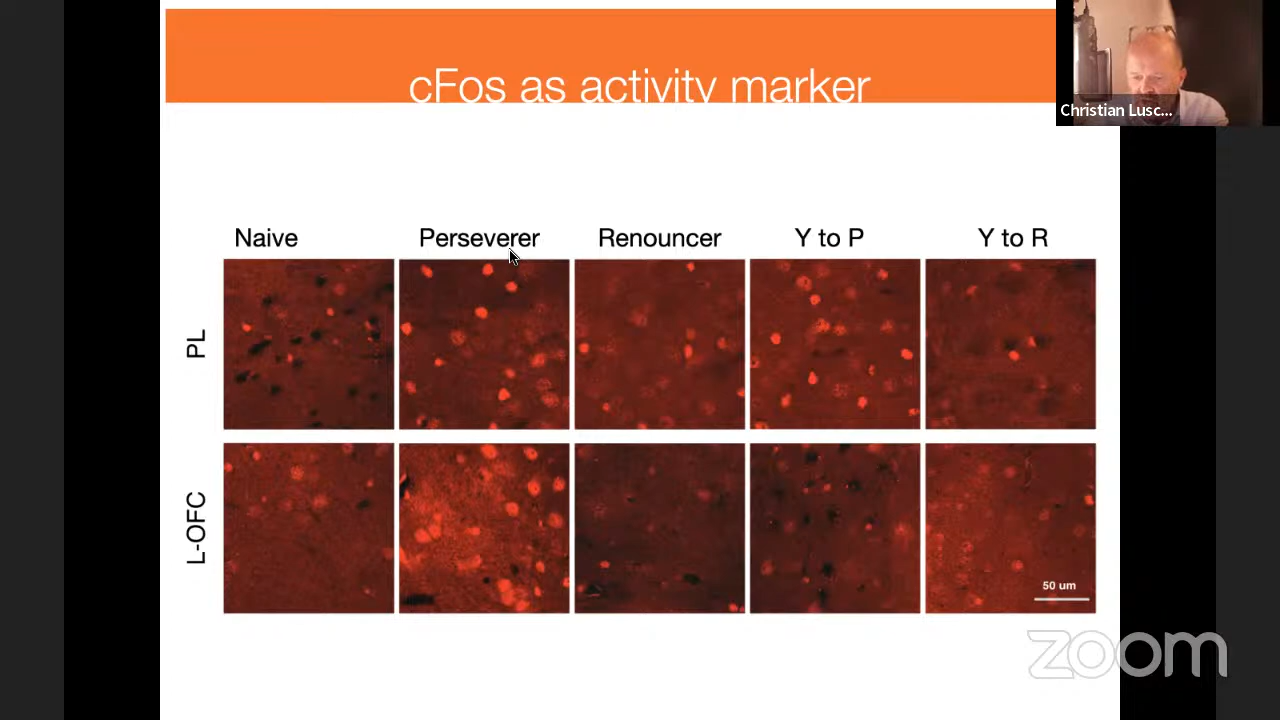 cFos as activity marker
Christian Lusc...
Naive Perseverer Renouncer Y to P Y to R
PL
L-OFC
50 um
zoom